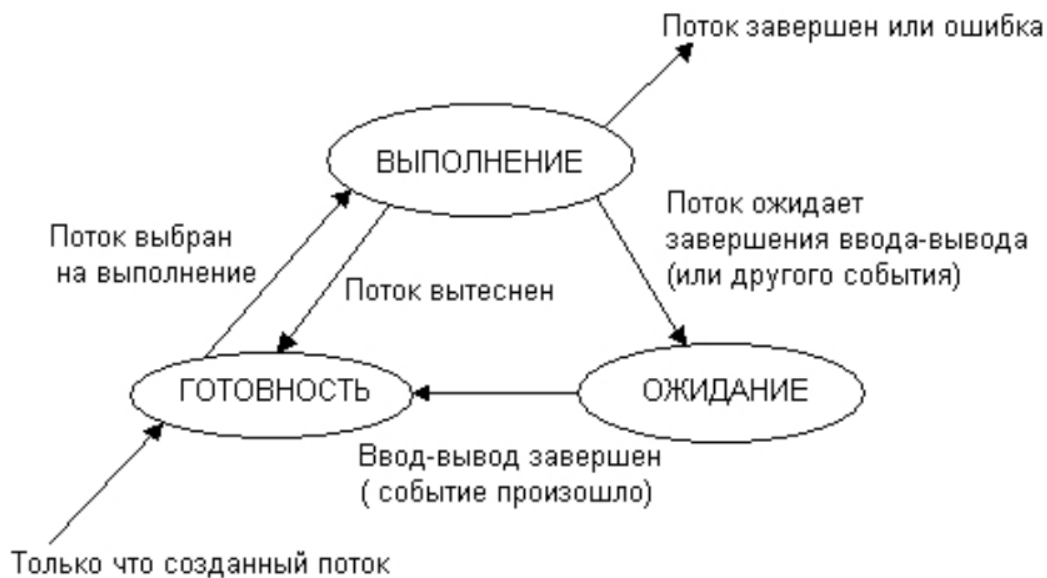 Поток завершен или ошибка
ВЫПОЛНЕНИЕ
Поток выбран
на выполнение
Поток ожидает
завершения ввода-вывода
(или другого события)
Поток вытеснен
ГОТОВНОСТЬ
ОЖИДАНИЕ
Ввод-вывод завершен
( событие произошло)
Только что созданный поток